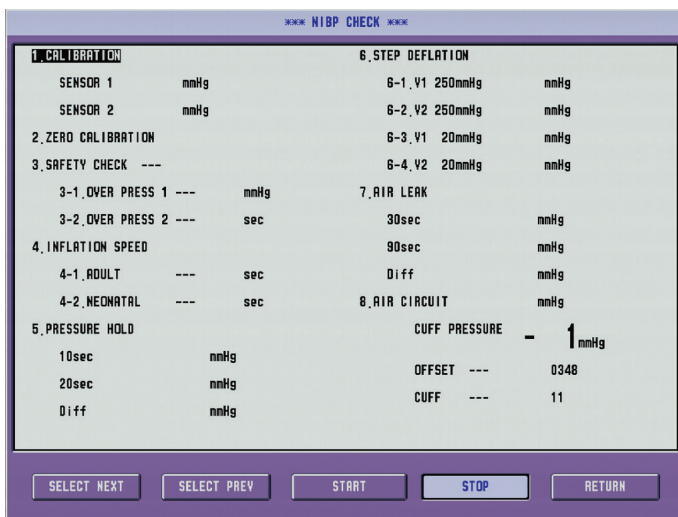 *** NIBP CHECK ***
1.CALIBRATION
SENSOR 1 mmHg
SENSOR 2 mmHg
2.ZERO CALIBRATION
3.SAFETY CHECK ---
3-1.OVER PRESS 1 --- mmHg
3-2.OVER PRESS 2 --- sec
4.INFLATION SPEED
4-1.ADULT --- sec
4-2.NEONATAL --- sec
5.PRESSURE HOLD
10sec mmHg
20sec mmHg
Diff mmHg
6.STEP DEFLATION
6-1.V1 250mmHg mmHg
6-2.V2 250mmHg mmHg
6-3.V1 20mmHg mmHg
6-4.V2 20mmHg mmHg
7.AIR LEAK
30sec mmHg
90sec mmHg
Diff mmHg
8.AIR CIRCUIT mmHg
CUFF PRESSURE - 1 mmHg
OFFSET --- 0348
CUFF --- 11
SELECT NEXT SELECT PREV START STOP RETURN